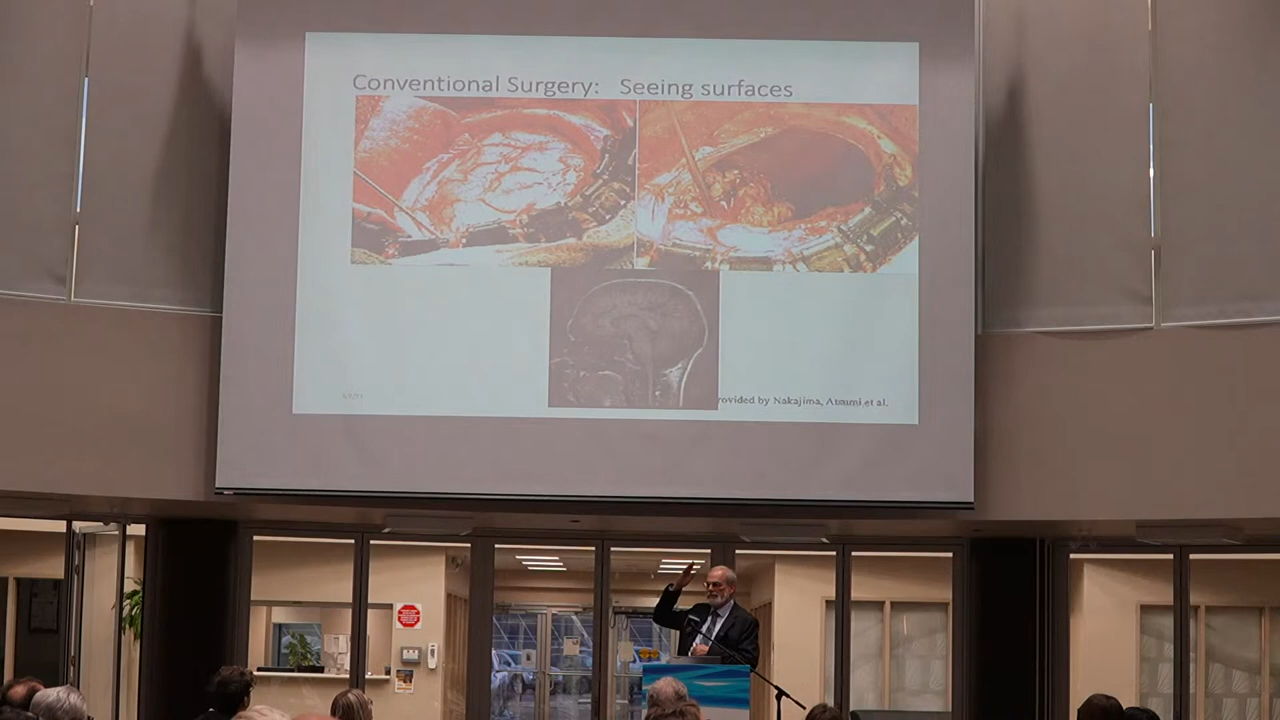 Conventional Surgery: Seeing surfaces
rovided by Nakajima, Atsumi, et al.